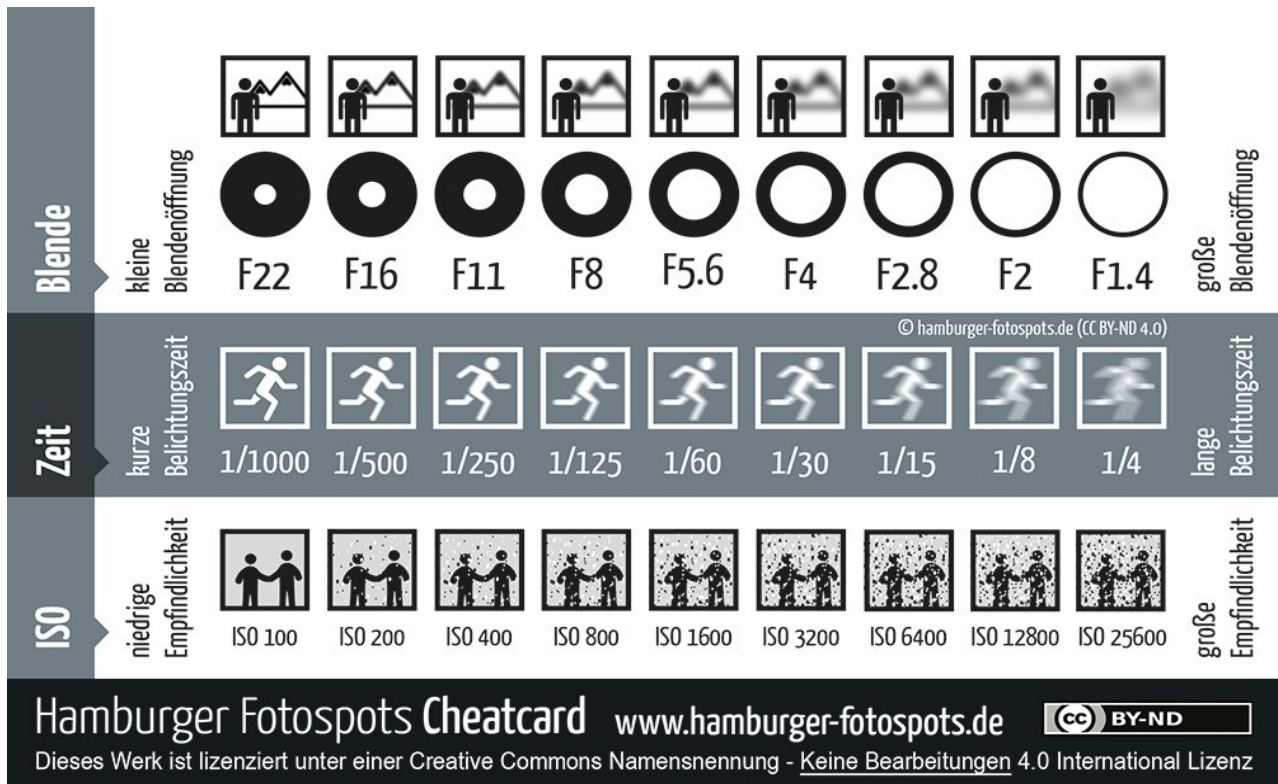 Blende
kleine
Blendenöffnung
F22 F16 F11 F8 F5.6 F4 F2.8 F2 F1.4
große
Blendenöffnung
© hamburger-fotospots.de (CC BY-ND 4.0)
Zeit
kurze
Belichtungszeit
1/1000 1/500 1/250 1/125 1/60 1/30 1/15 1/8 1/4
lange
Belichtungszeit
ISO
niedrige
Empfindlichkeit
ISO 100 ISO 200 ISO 400 ISO 800 ISO 1600 ISO 3200 ISO 6400 ISO 12800 ISO 25600
große
Empfindlichkeit
Hamburger Fotospots Cheatcard www.hamburger-fotospots.de cc BY-ND
Dieses Werk ist lizenziert unter einer Creative Commons Namensnennung - Keine Bearbeitungen 4.0 International Lizenz